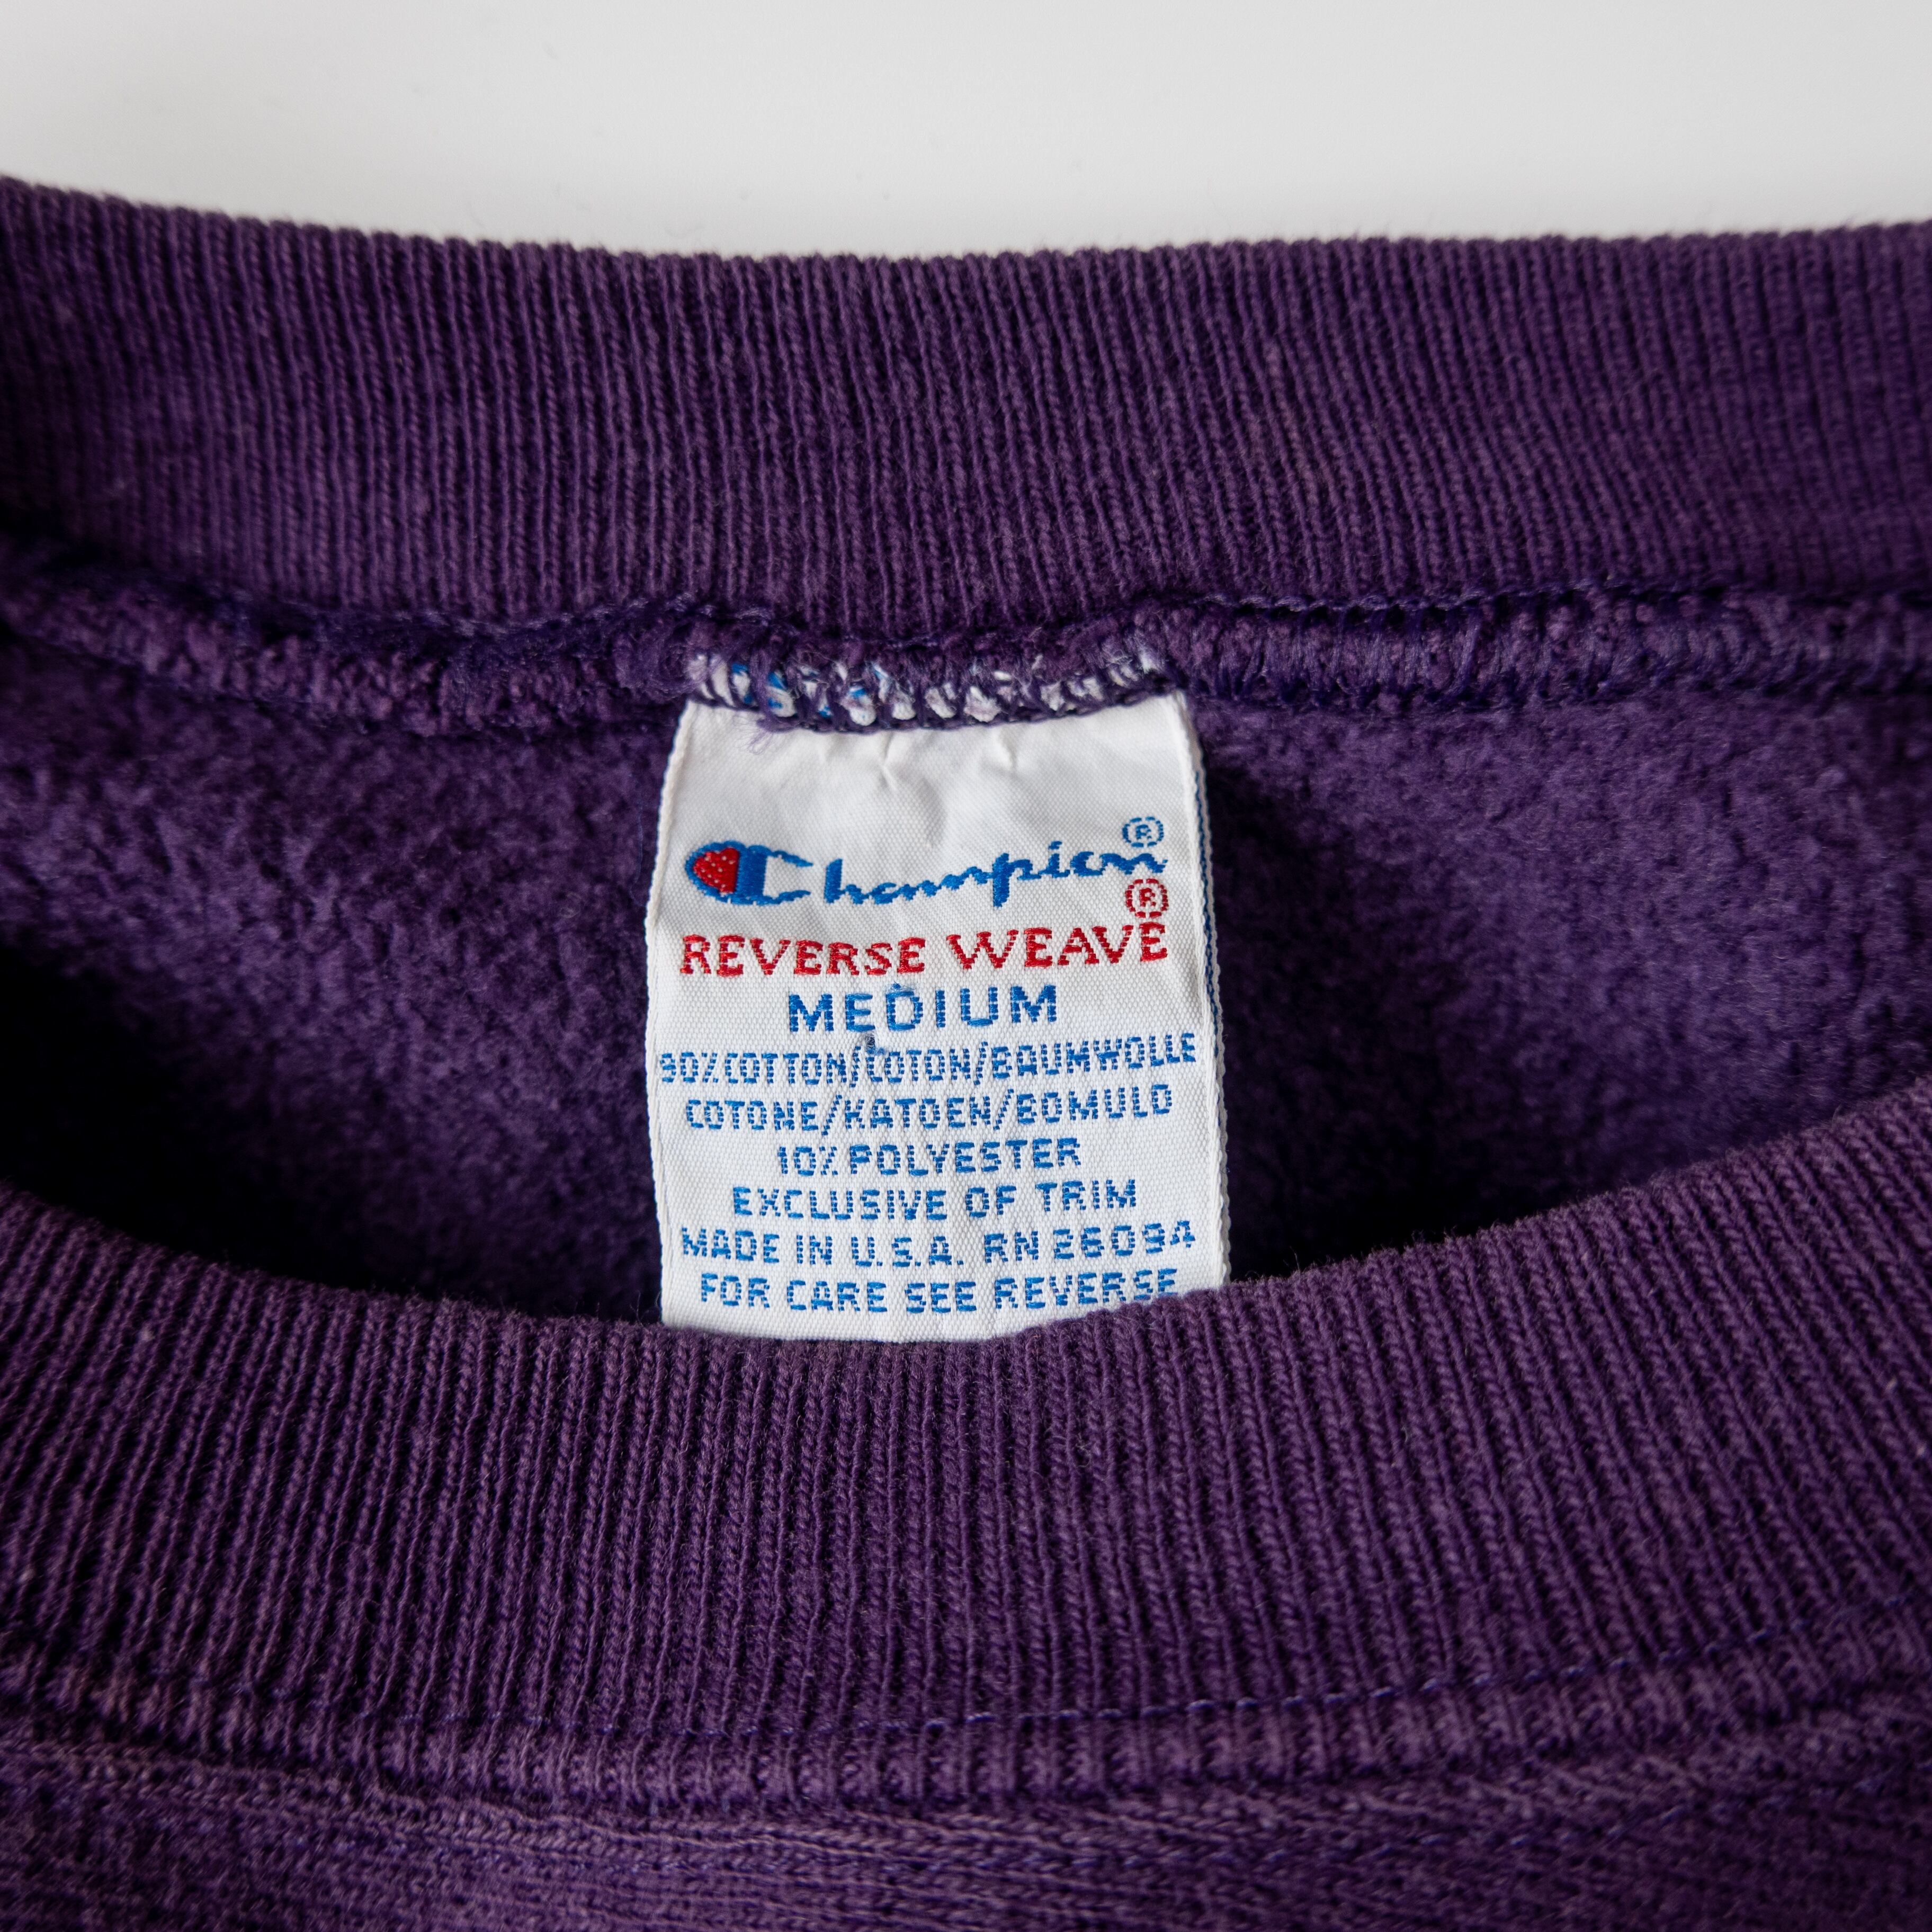 Champion®
REVERSE WEAVE®
MEDIUM
90% COTTON/COTON/BAUMWOLLE
COTONE/KATOEN/BOMULD
10% POLYESTER
EXCLUSIVE OF TRIM
MADE IN U.S.A. RN 26094
FOR CARE SEE REVERSE